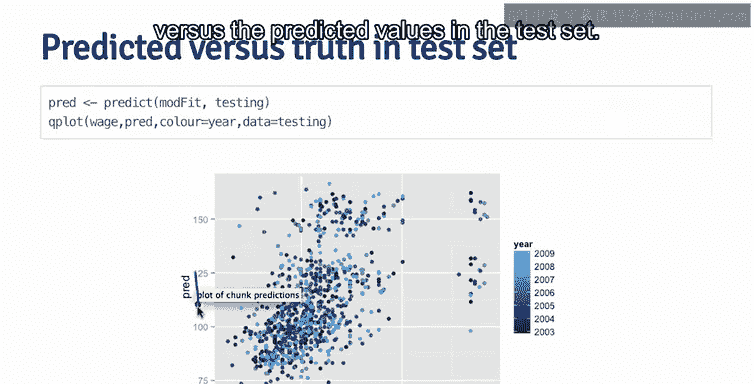 versus the predicted values in the test set.
Predicted versus truth in test set
pred <- predict(modFit, testing)
qplot(wage,pred,colour=year,data=testing)
150
125
100
75
pred
plot of chunk predictions
year
2009
2008
2007
2006
2005
2004
2003